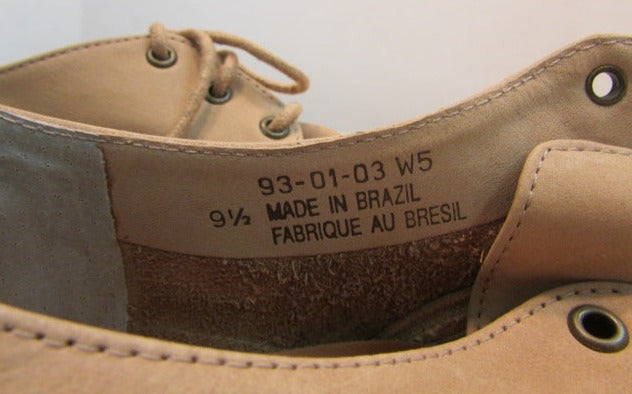 93-01-03 W5
9½ MADE IN BRAZIL
FABRIQUE AU BRESIL